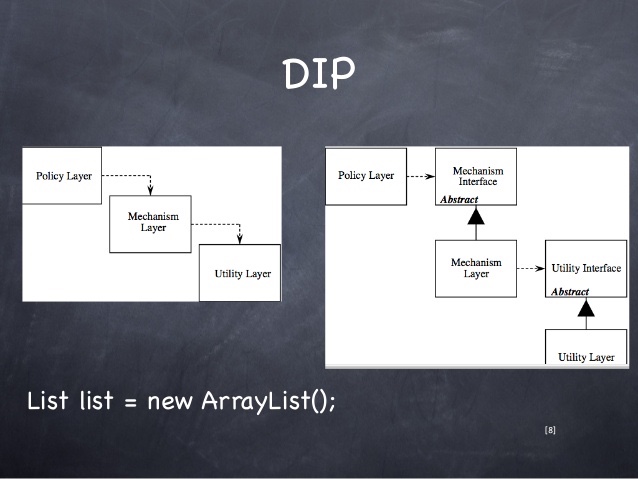 DIP
Policy Layer
Mechanism
Layer
Utility Layer
Policy Layer
Mechanism
Interface
Abstract
Mechanism
Layer
Utility Interface
Abstract
Utility Layer
List list = new ArrayList();
[8]